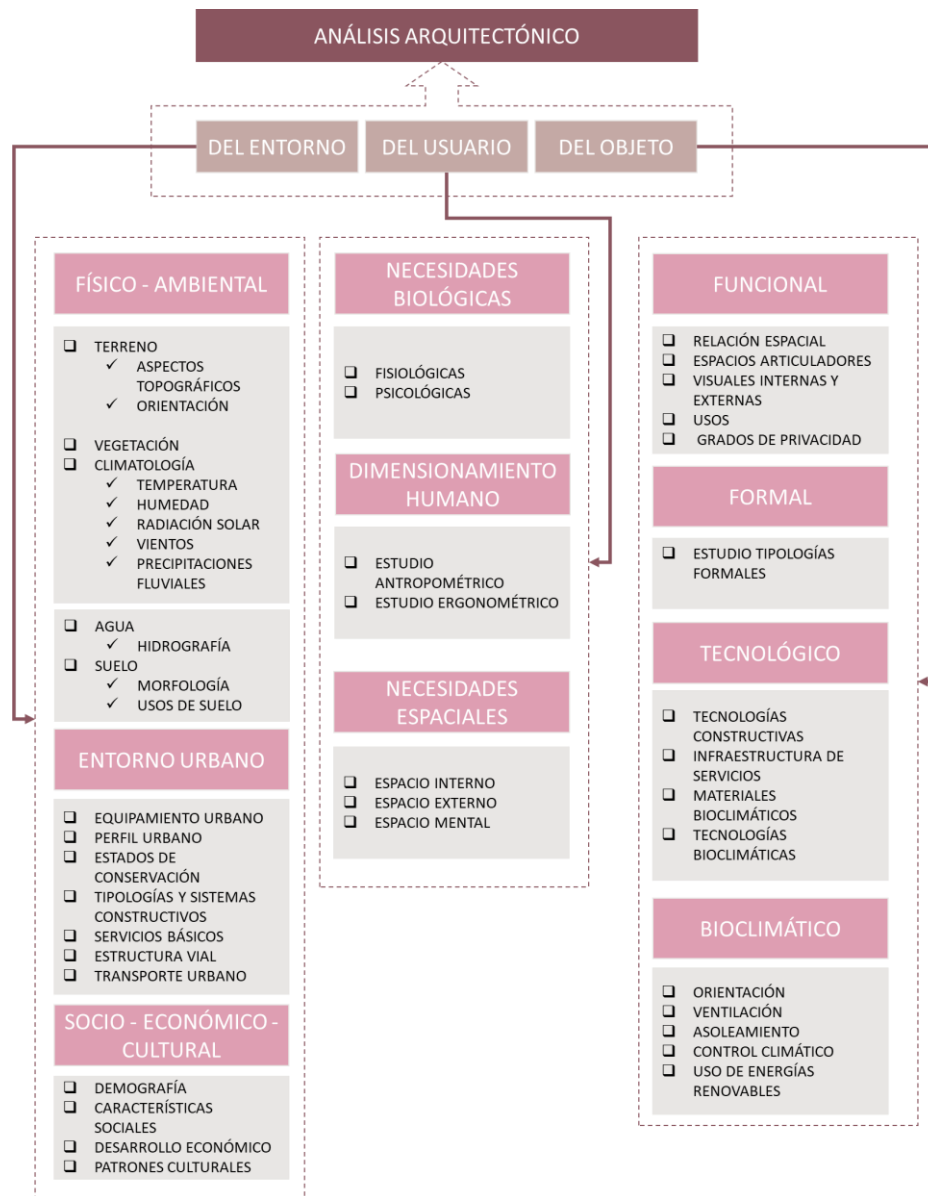 ANÁLISIS ARQUITECTÓNICO
DEL ENTORNO
DEL USUARIO
DEL OBJETO
FÍSICO - AMBIENTAL
TERRENO
ASPECTOS
TOPOGRÁFICOS
ORIENTACIÓN
VEGETACIÓN
CLIMATOLOGÍA
TEMPERATURA
HUMEDAD
RADIACIÓN SOLAR
VIENTOS
PRECIPITACIONES
FLUVIALES
AGUA
HIDROGRAFÍA
SUELO
MORFOLOGÍA
USOS DE SUELO
ENTORNO URBANO
EQUIPAMIENTO URBANO
PERFIL URBANO
ESTADOS DE
CONSERVACIÓN
TIPOLOGÍAS Y SISTEMAS
CONSTRUCTIVOS
SERVICIOS BÁSICOS
ESTRUCTURA VIAL
TRANSPORTE URBANO
SOCIO - ECONÓMICO -
CULTURAL
DEMOGRAFÍA
CARACTERÍSTICAS
SOCIALES
DESARROLLO ECONÓMICO
PATRONES CULTURALES
NECESIDADES
BIOLÓGICAS
FISIOLÓGICAS
PSICOLÓGICAS
DIMENSIONAMIENTO
HUMANO
ESTUDIO
ANTROPOMÉTRICO
ESTUDIO ERGONOMÉTRICO
NECESIDADES
ESPACIALES
ESPACIO INTERNO
ESPACIO EXTERNO
ESPACIO MENTAL
FUNCIONAL
RELACIÓN ESPACIAL
ESPACIOS ARTICULADORES
VISUALES INTERNAS Y
EXTERNAS
USOS
GRADOS DE PRIVACIDAD
FORMAL
ESTUDIO TIPOLOGÍAS
FORMALES
TECNOLÓGICO
TECNOLOGÍAS
CONSTRUCTIVAS
INFRAESTRUCTURA DE
SERVICIOS
MATERIALES
BIOCLIMÁTICOS
TECNOLOGÍAS
BIOCLIMÁTICAS
BIOCLIMÁTICO
ORIENTACIÓN
VENTILACIÓN
ASOLEAMIENTO
CONTROL CLIMÁTICO
USO DE ENERGÍAS
RENOVABLES